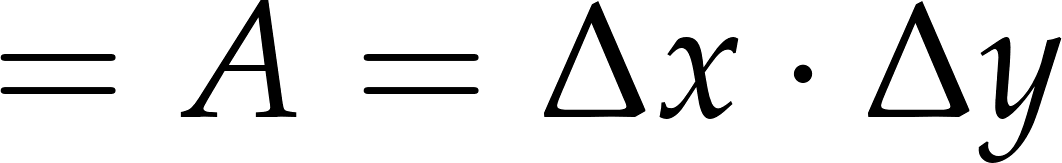 = A = Δx · Δy